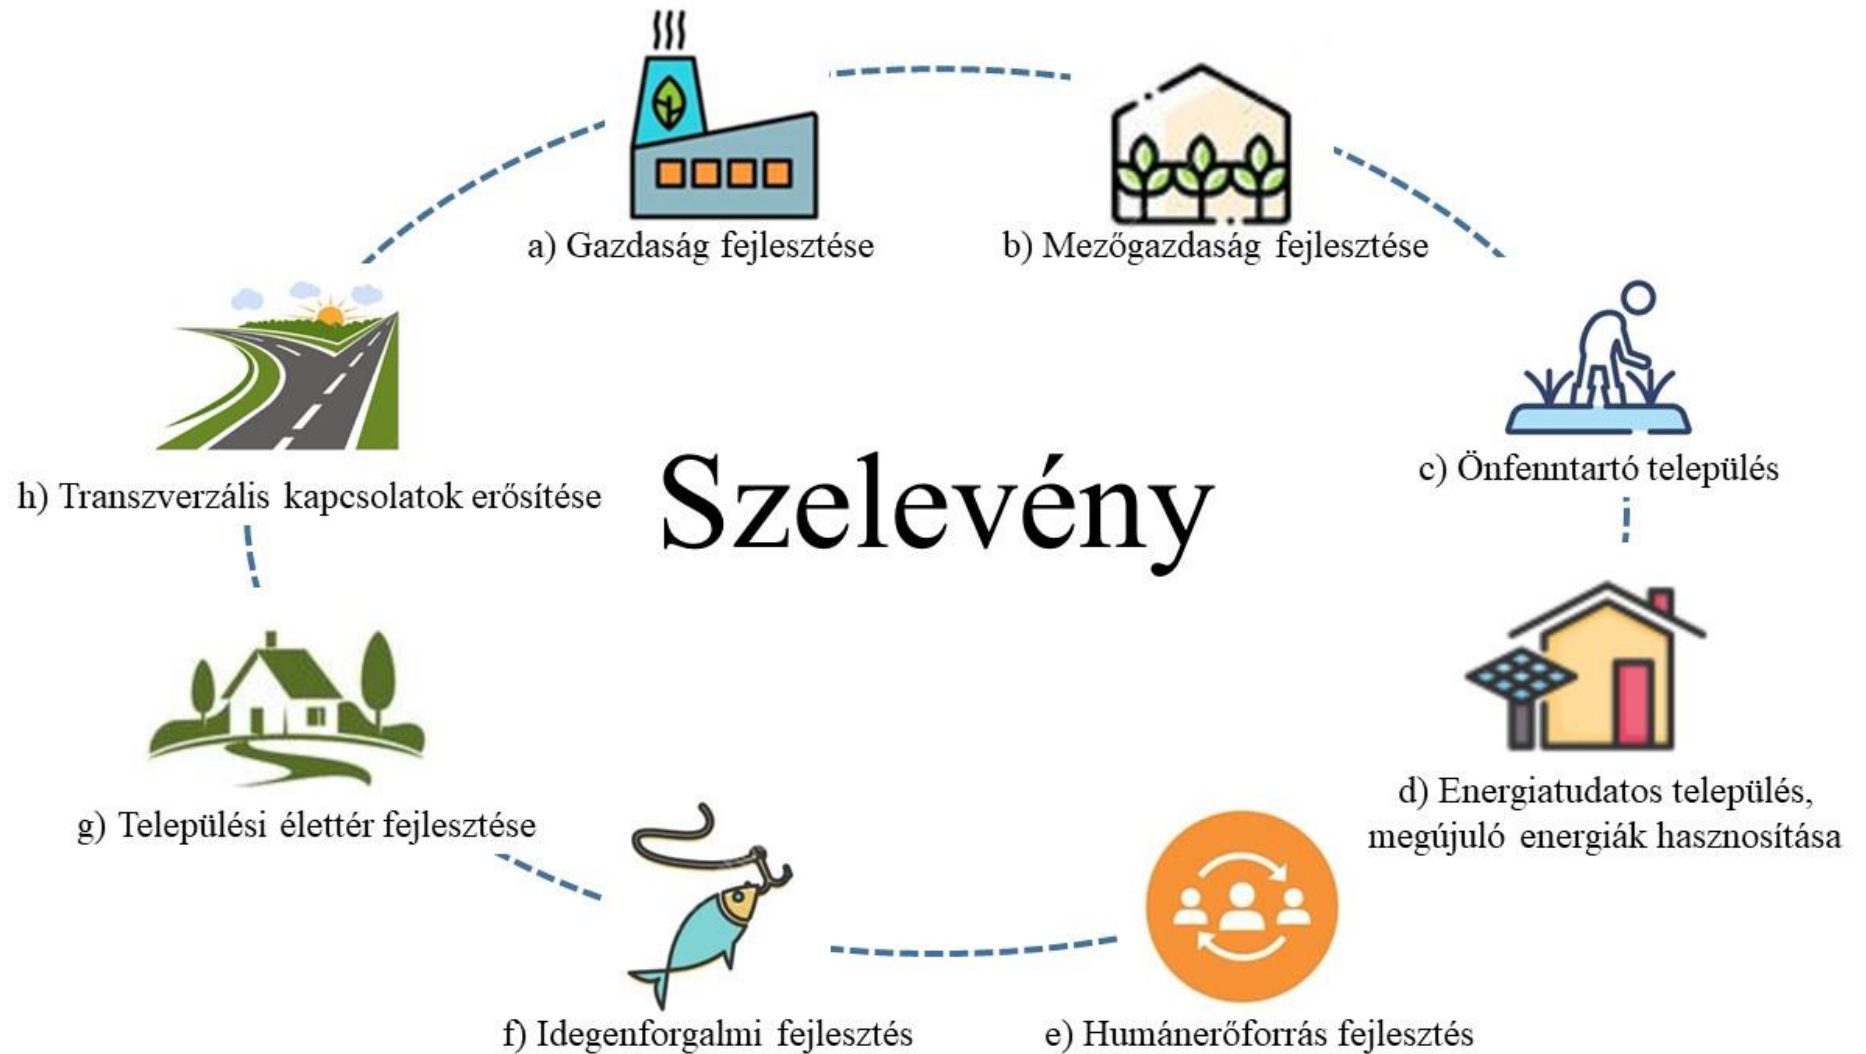 a) Gazdaság fejlesztése
b) Mezőgazdaság fejlesztése
c) Önfenntartó település
h) Transzverzális kapcsolatok erősítése
Szelevény
d) Energiatudatos település,
megújuló energiák hasznosítása
g) Települési élettér fejlesztése
f) Idegenforgalmi fejlesztés
e) Humánerőforrás fejlesztés